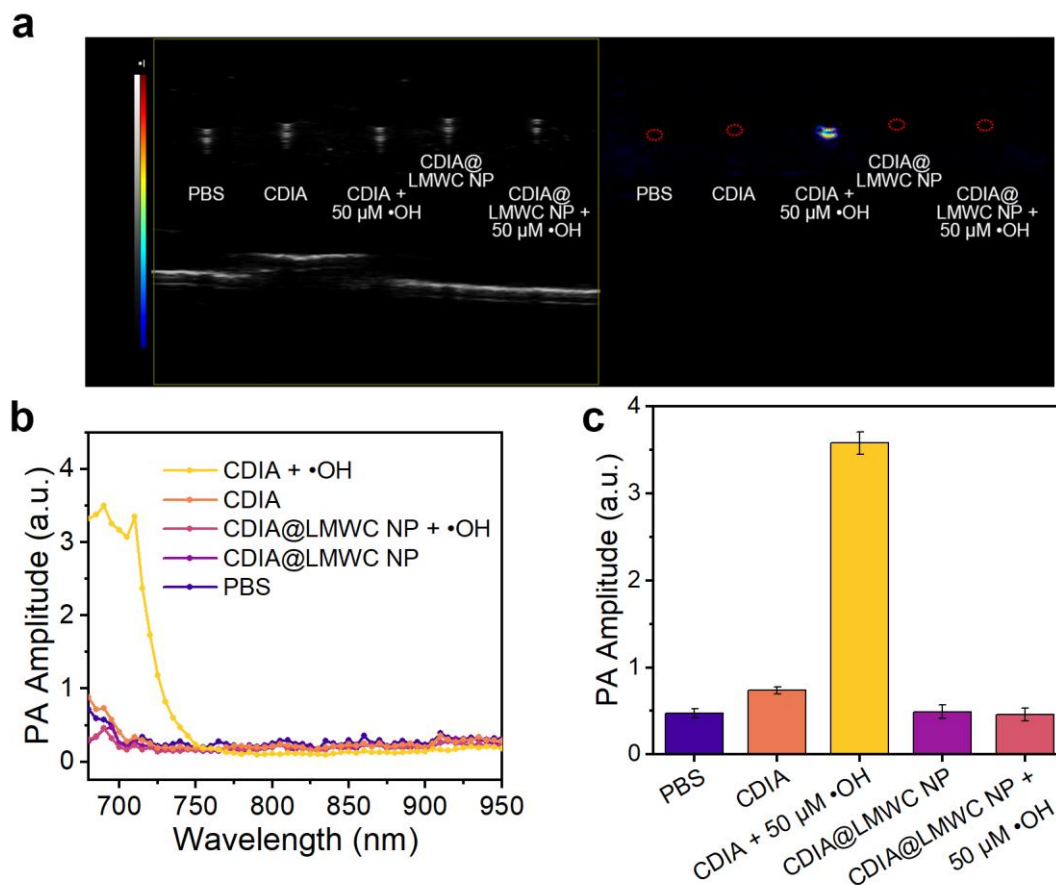 a
PBS
CDIA
CDIA +
50 µM •OH
CDIA@
LMWC NP
CDIA@
LMWC NP +
50 µM •OH
PBS
CDIA
CDIA +
50 µM •OH
CDIA@
LMWC NP
CDIA@
LMWC NP +
50 µM •OH
b
PA Amplitude (a.u.)
4
3
2
1
0
CDIA + •OH
CDIA
CDIA@LMWC NP + •OH
CDIA@LMWC NP
PBS
700 750 800 850 900 950
Wavelength (nm)
c
PA Amplitude (a.u.)
4
3
2
1
0
PBS
CDIA
CDIA + 50 µM •OH
CDIA@LMWC NP
CDIA@LMWC NP +
50 µM •OH